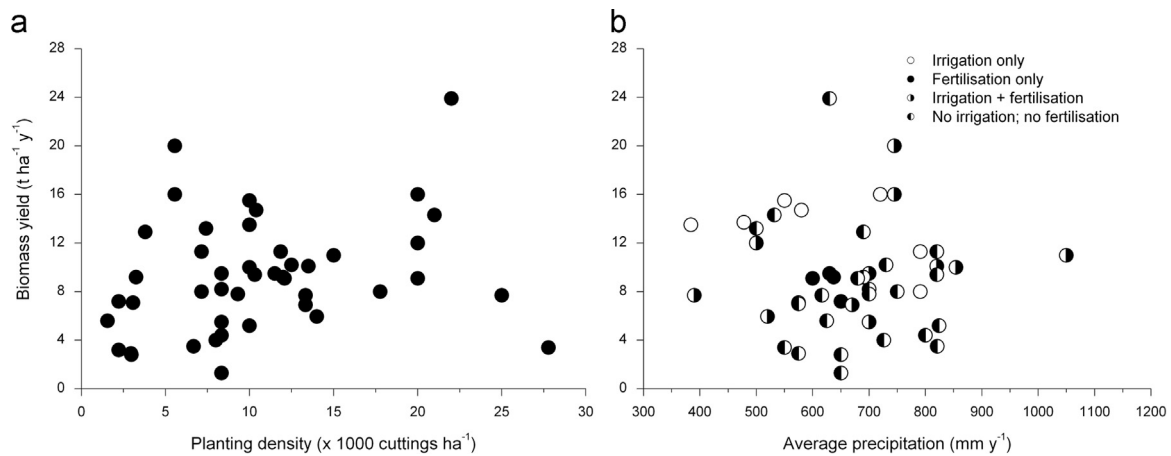 a
28
24
20
16
12
8
4
0
Biomass yield (t ha⁻¹ y⁻¹)
0 5 10 15 20 25 30
Planting density (x 1000 cuttings ha⁻¹)
b
28
24
20
16
12
8
4
0
Irrigation only
Fertilisation only
Irrigation + fertilisation
No irrigation; no fertilisation
300 400 500 600 700 800 900 1000 1100 1200
Average precipitation (mm y⁻¹)